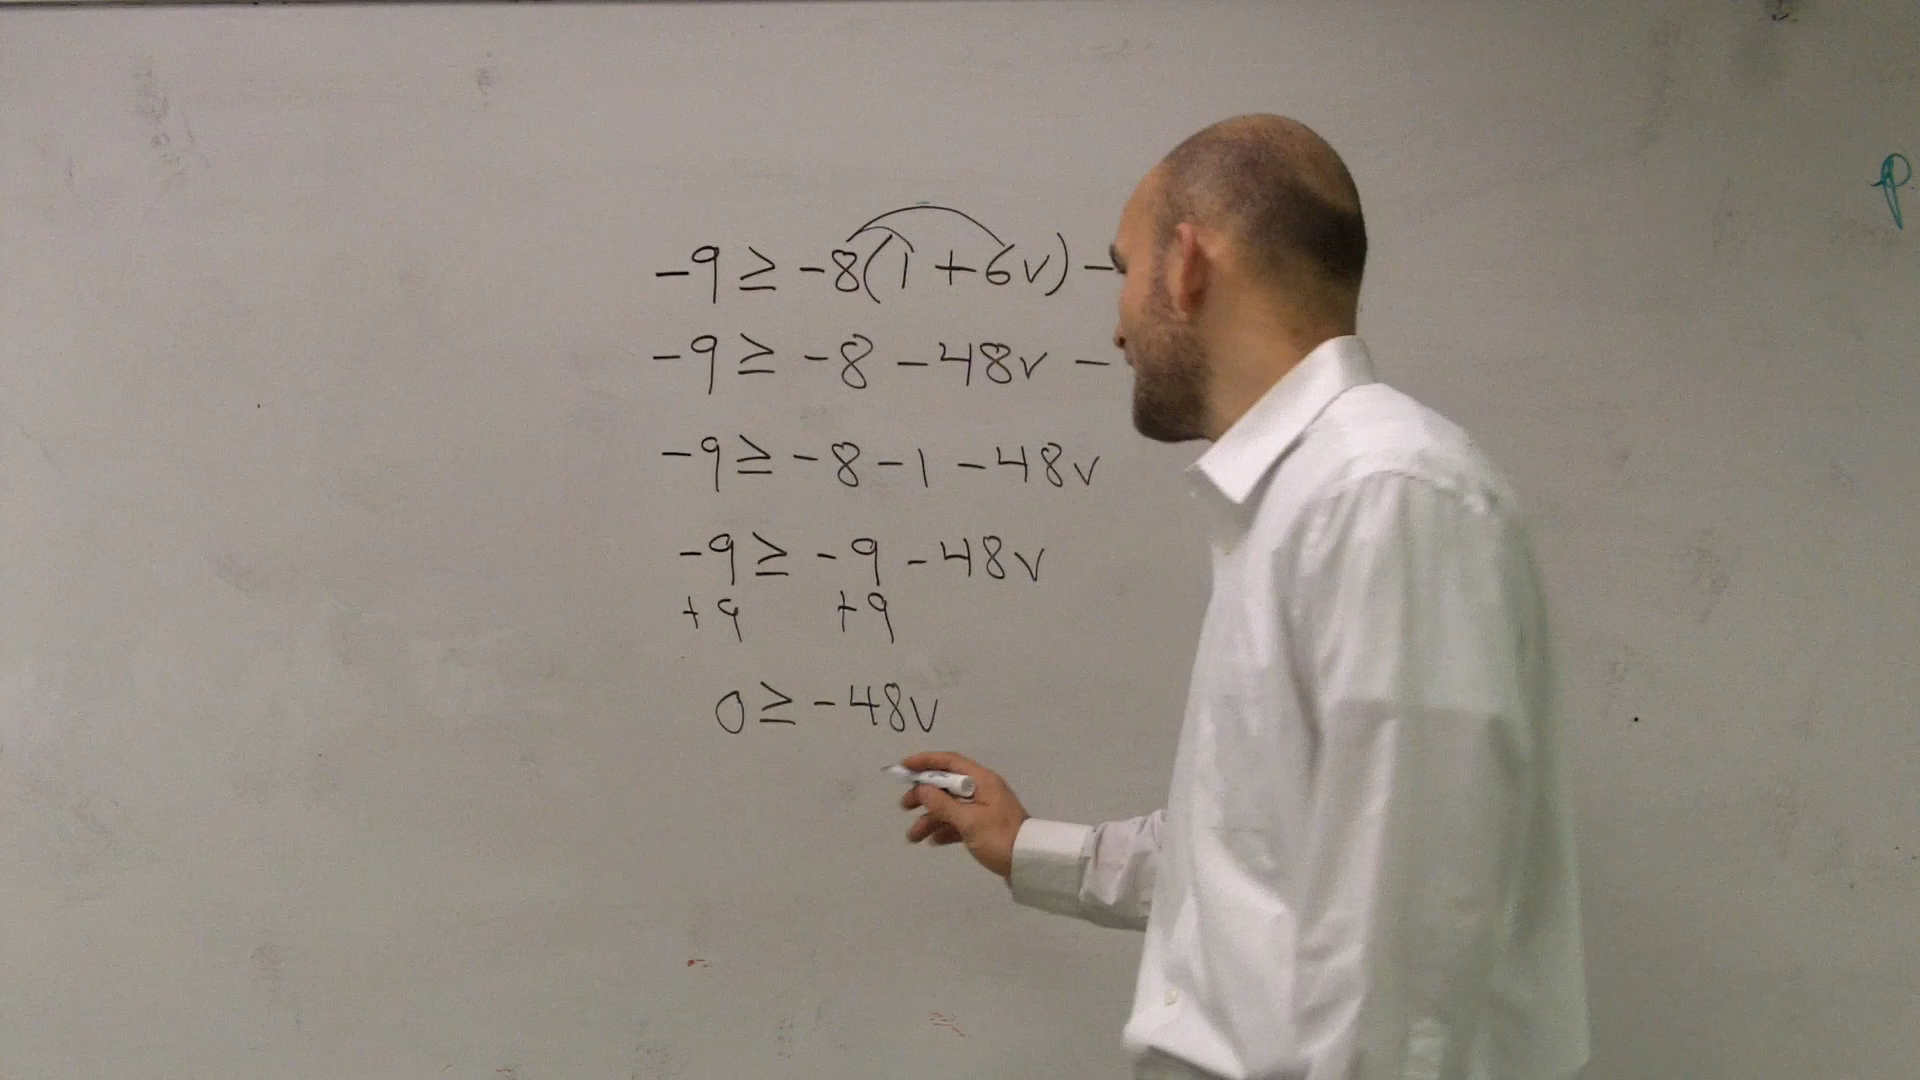 -9 ≥ -8(1 + 6v) -
-9 ≥ -8 - 48v -
-9 ≥ -8 - 1 - 48v
-9 ≥ -9 - 48v
+9 +9
0 ≥ -48v
p